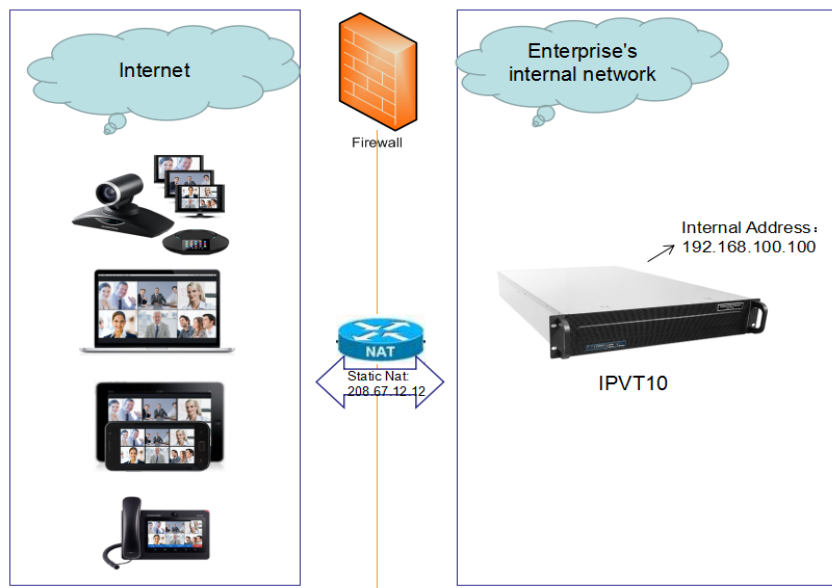 Internet
Firewall
NAT
Static Nat:
208.67.12.12
Enterprise's
internal network
Internal Address：
192.168.100.100
IPVT10